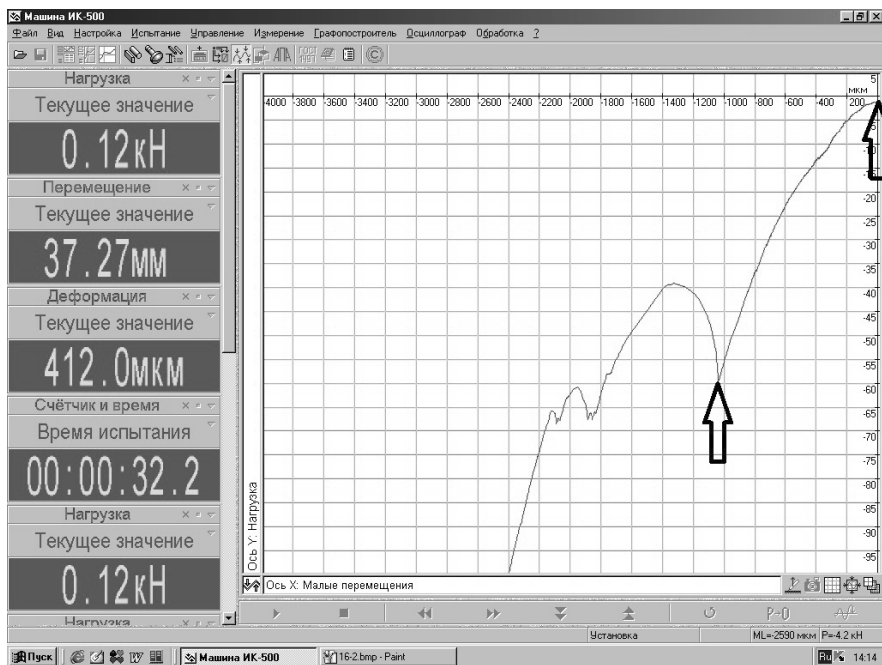 Машина ИК-500
Файл Вид Настройка Испытание Управление Измерение Графопостроитель Осциллограф Обработка ?
Нагрузка
Текущее значение
0.12кН
Перемещение
Текущее значение
37.27мм
Деформация
Текущее значение
412.0мкм
Счётчик и время
Время испытания
00:00:32.2
Нагрузка
Текущее значение
0.12кН
Нагрузка
5
мкм
-4000 -3800 -3600 -3400 -3200 -3000 -2800 -2600 -2400 -2200 -2000 -1800 -1600 -1400 -1200 -1000 -800 -600 -400 200
-5
-10
-15
-20
-25
-30
-35
-40
-45
-50
-55
-60
-65
-70
-75
-80
-85
-90
-95
Ось Y: Нагрузка
Ось X: Малые перемещения
P→0
Установка
ML=-2590 мкм P=-4.2 кН
Пуск
Машина ИК-500
16-2.bmp - Paint
Ru
14:14